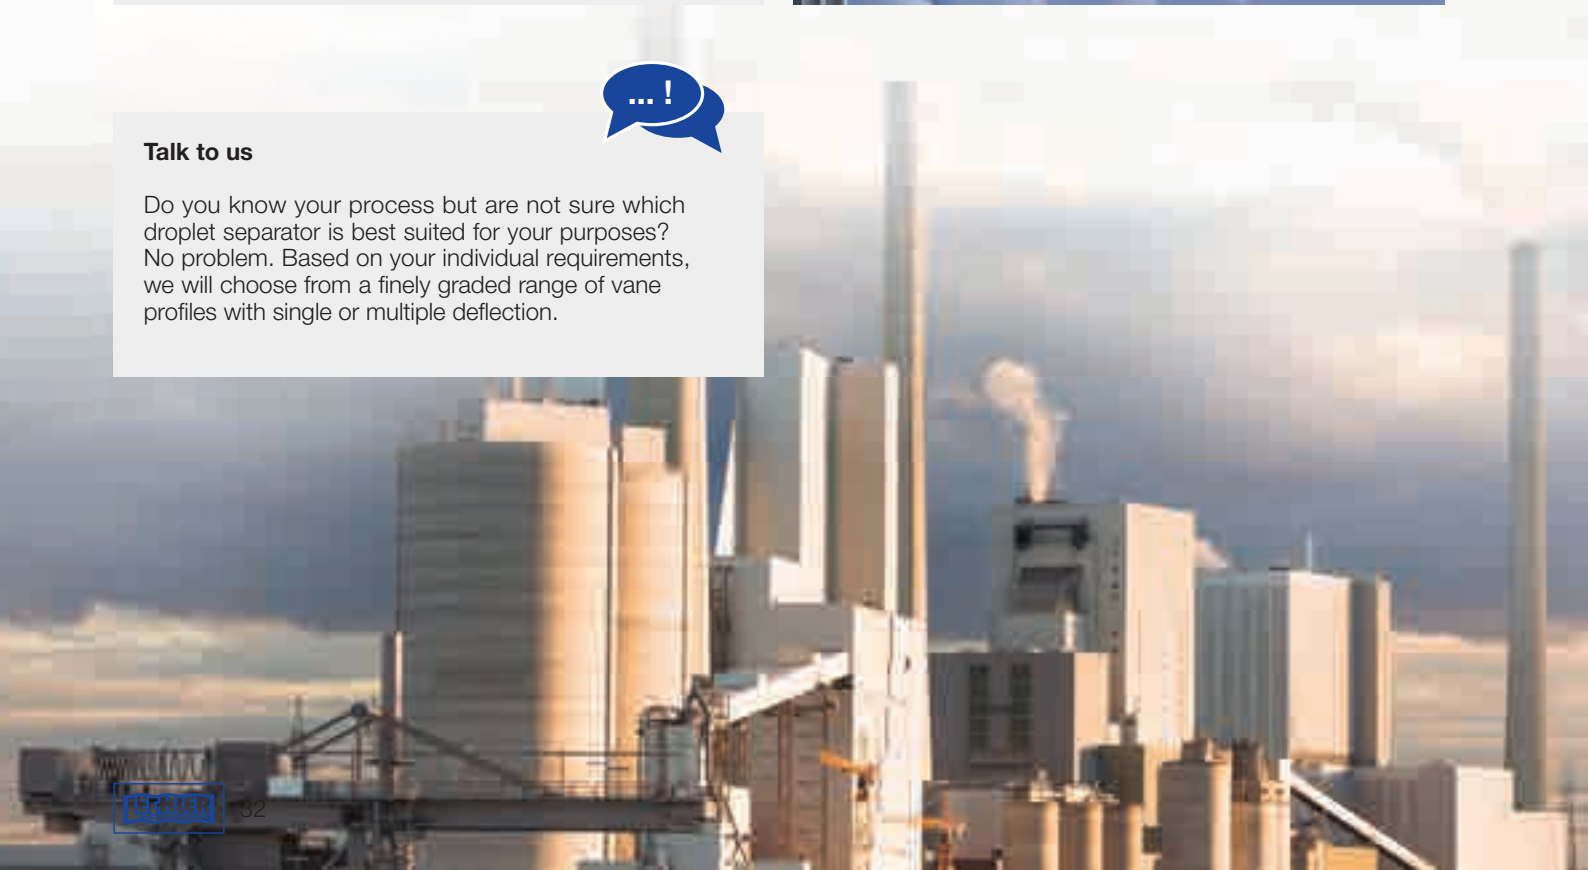 ... !
Talk to us
Do you know your process but are not sure which
droplet separator is best suited for your purposes?
No problem. Based on your individual requirements,
we will choose from a finely graded range of vane
profiles with single or multiple deflection.
LECHLER 32